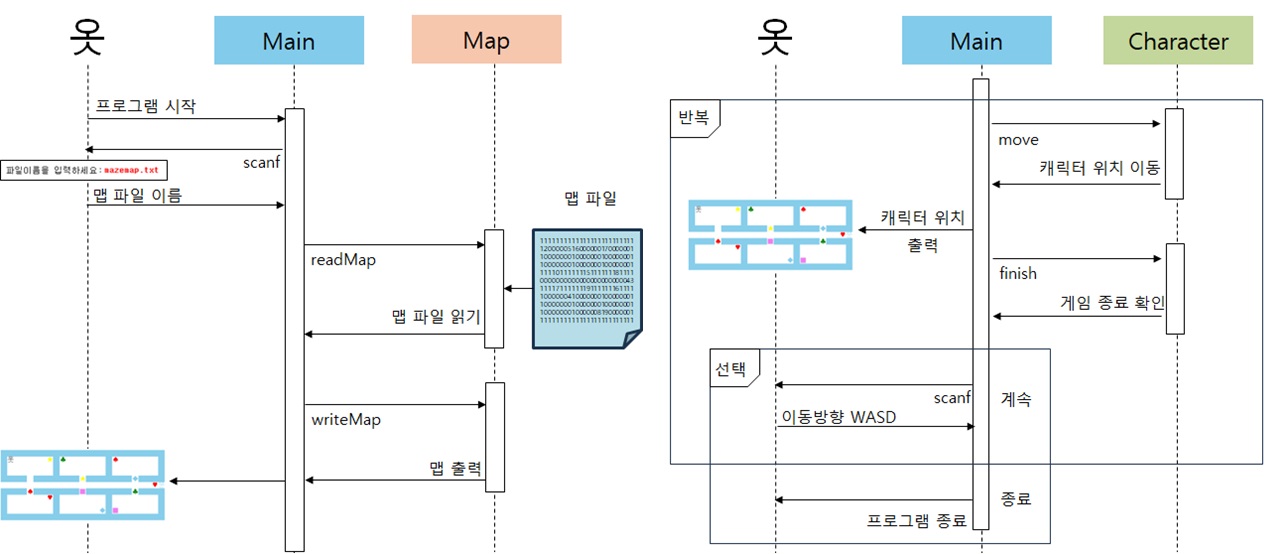 옷
Main
Map
프로그램 시작
scanf
파일이름을 입력하세요:mazemap.txt
맵 파일 이름
readMap
맵 파일
맵 파일 읽기
writeMap
맵 출력
옷
Main
Character
반복
move
캐릭터 위치 이동
캐릭터 위치
출력
finish
게임 종료 확인
선택
scanf
계속
이동방향 WASD
종료
프로그램 종료